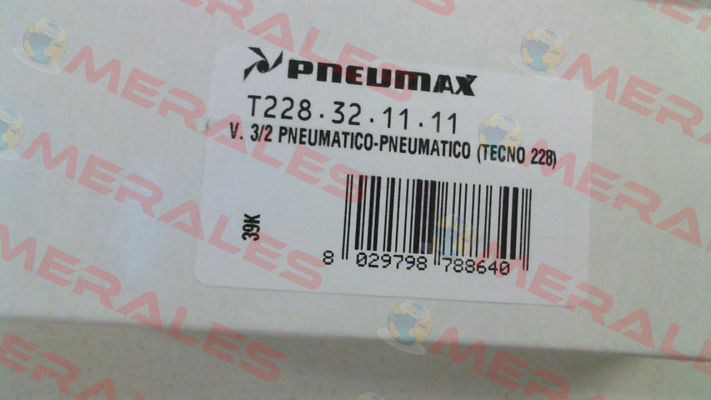 PNEUMAX
T228.32.11.11
V. 3/2 PNEUMATICO-PNEUMATICO (TECNO 228)
39K
8 029798 788640
MERALES
MERALES
MERALES
MERALES
MERALES
MERALES